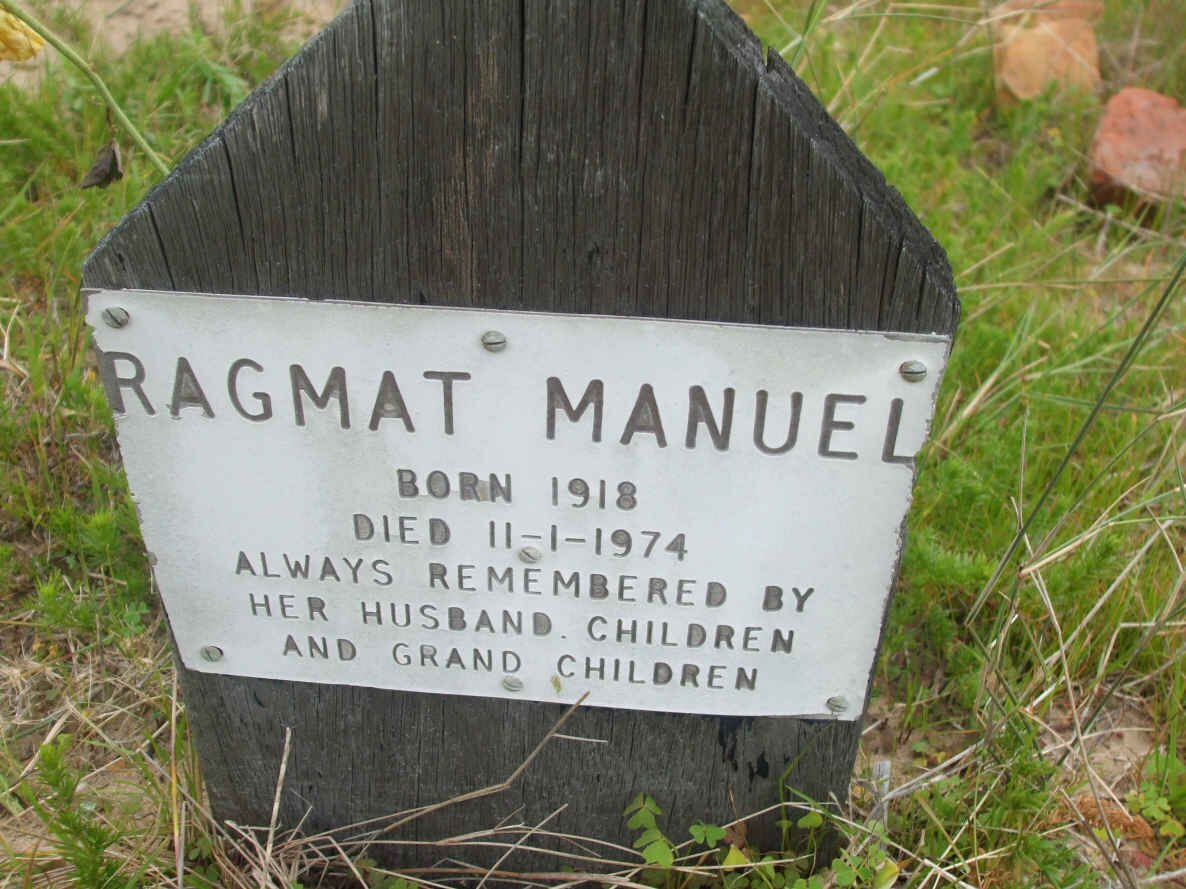 RAGMAT MANUEL
BORN 1918
DIED 11-1-1974
ALWAYS REMEMBERED BY
HER HUSBAND. CHILDREN
AND GRAND CHILDREN